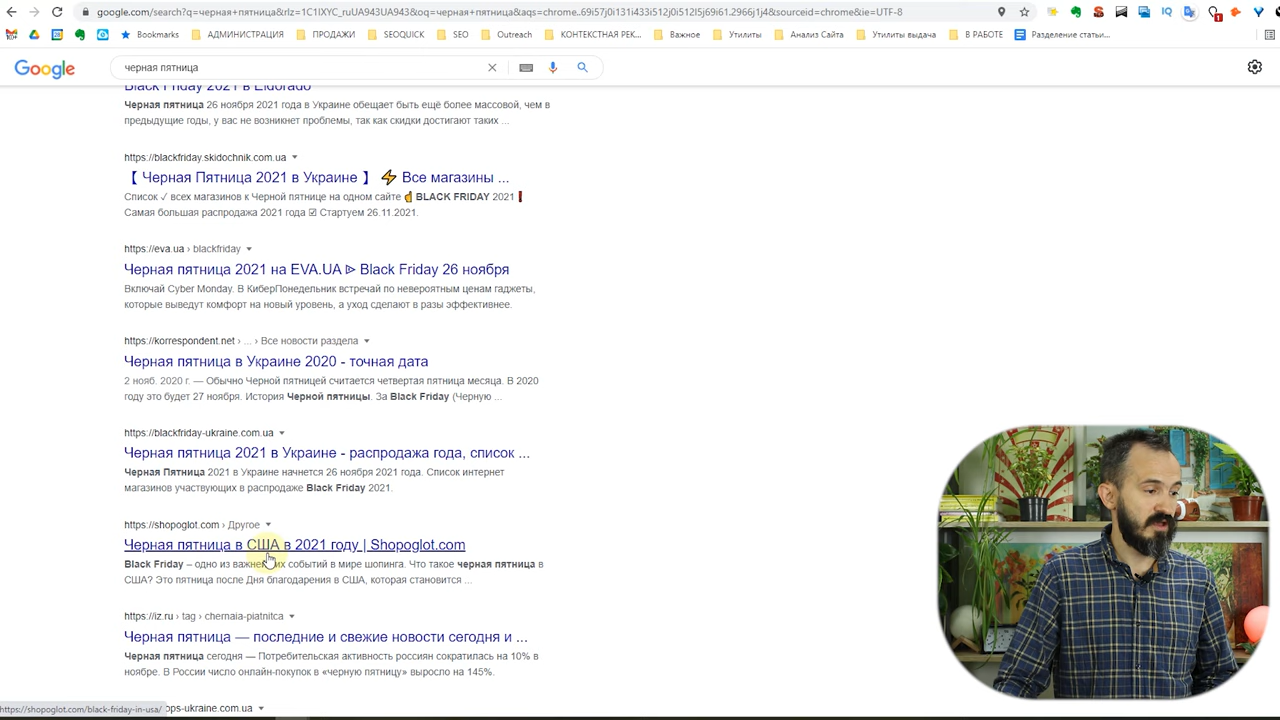 google.com/search?q=черная+пятница&rlz=1C1IXYC_ruUA943UA943&oq=черная+пятница&aqs=chrome..69i57j0i131i433i512j0i512l5j69i61.2966j1j4&sourceid=chrome&ie=UTF-8
Bookmarks АДМИНИСТРАЦИЯ ПРОДАЖИ SEOQUICK SEO Outreach КОНТЕКСТНАЯ РЕК... Важное Утилиты Анализ Сайта Утилиты выдача В РАБОТЕ Разделение статьи...
Google черная пятница
Black Friday 2021 в Eldorado
Черная пятница 26 ноября 2021 года в Украине обещает быть ещё более массовой, чем в
предыдущие годы, у вас не возникнет проблемы, так как скидки достигают таких ...
https://blackfriday.skidochnik.com.ua
【 Черная Пятница 2021 в Украине 】 ⚡ Все магазины ...
Список ✓ всех магазинов к Черной пятнице на одном сайте ☝ BLACK FRIDAY 2021 ❗
Самая большая распродажа 2021 года ☑ Стартуем 26.11.2021.
https://eva.ua › blackfriday
Черная пятница 2021 на EVA.UA ᐉ Black Friday 26 ноября
Включай Cyber Monday. В КиберПонедельник встречай по невероятным ценам гаджеты,
которые выведут комфорт на новый уровень, а уход сделают в разы эффективнее.
https://korrespondent.net › ... › Все новости раздела
Черная пятница в Украине 2020 - точная дата
2 нояб. 2020 г. — Обычно Черной пятницей считается четвертая пятница месяца. В 2020
году это будет 27 ноября. История Черной пятницы. За Black Friday (Черную ...
https://blackfriday-ukraine.com.ua
Черная пятница 2021 в Украине - распродажа года, список ...
Черная Пятница 2021 в Украине начнется 26 ноября 2021 года. Список интернет
магазинов участвующих в распродаже Black Friday 2021.
https://shopoglot.com › Другое
Черная пятница в США в 2021 году | Shopoglot.com
Black Friday – одно из важнейших событий в мире шопинга. Что такое черная пятница в
США? Это пятница после Дня благодарения в США, которая становится ...
https://iz.ru › tag › chernaia-piatnitca
Черная пятница — последние и свежие новости сегодня и ...
Черная пятница сегодня — Потребительская активность россиян сократилась на 10% в
ноябре. В России число онлайн-покупок в «черную пятницу» выросло на 145%.
https://shopoglot.com/black-friday-in-usa/ ops-ukraine.com.ua